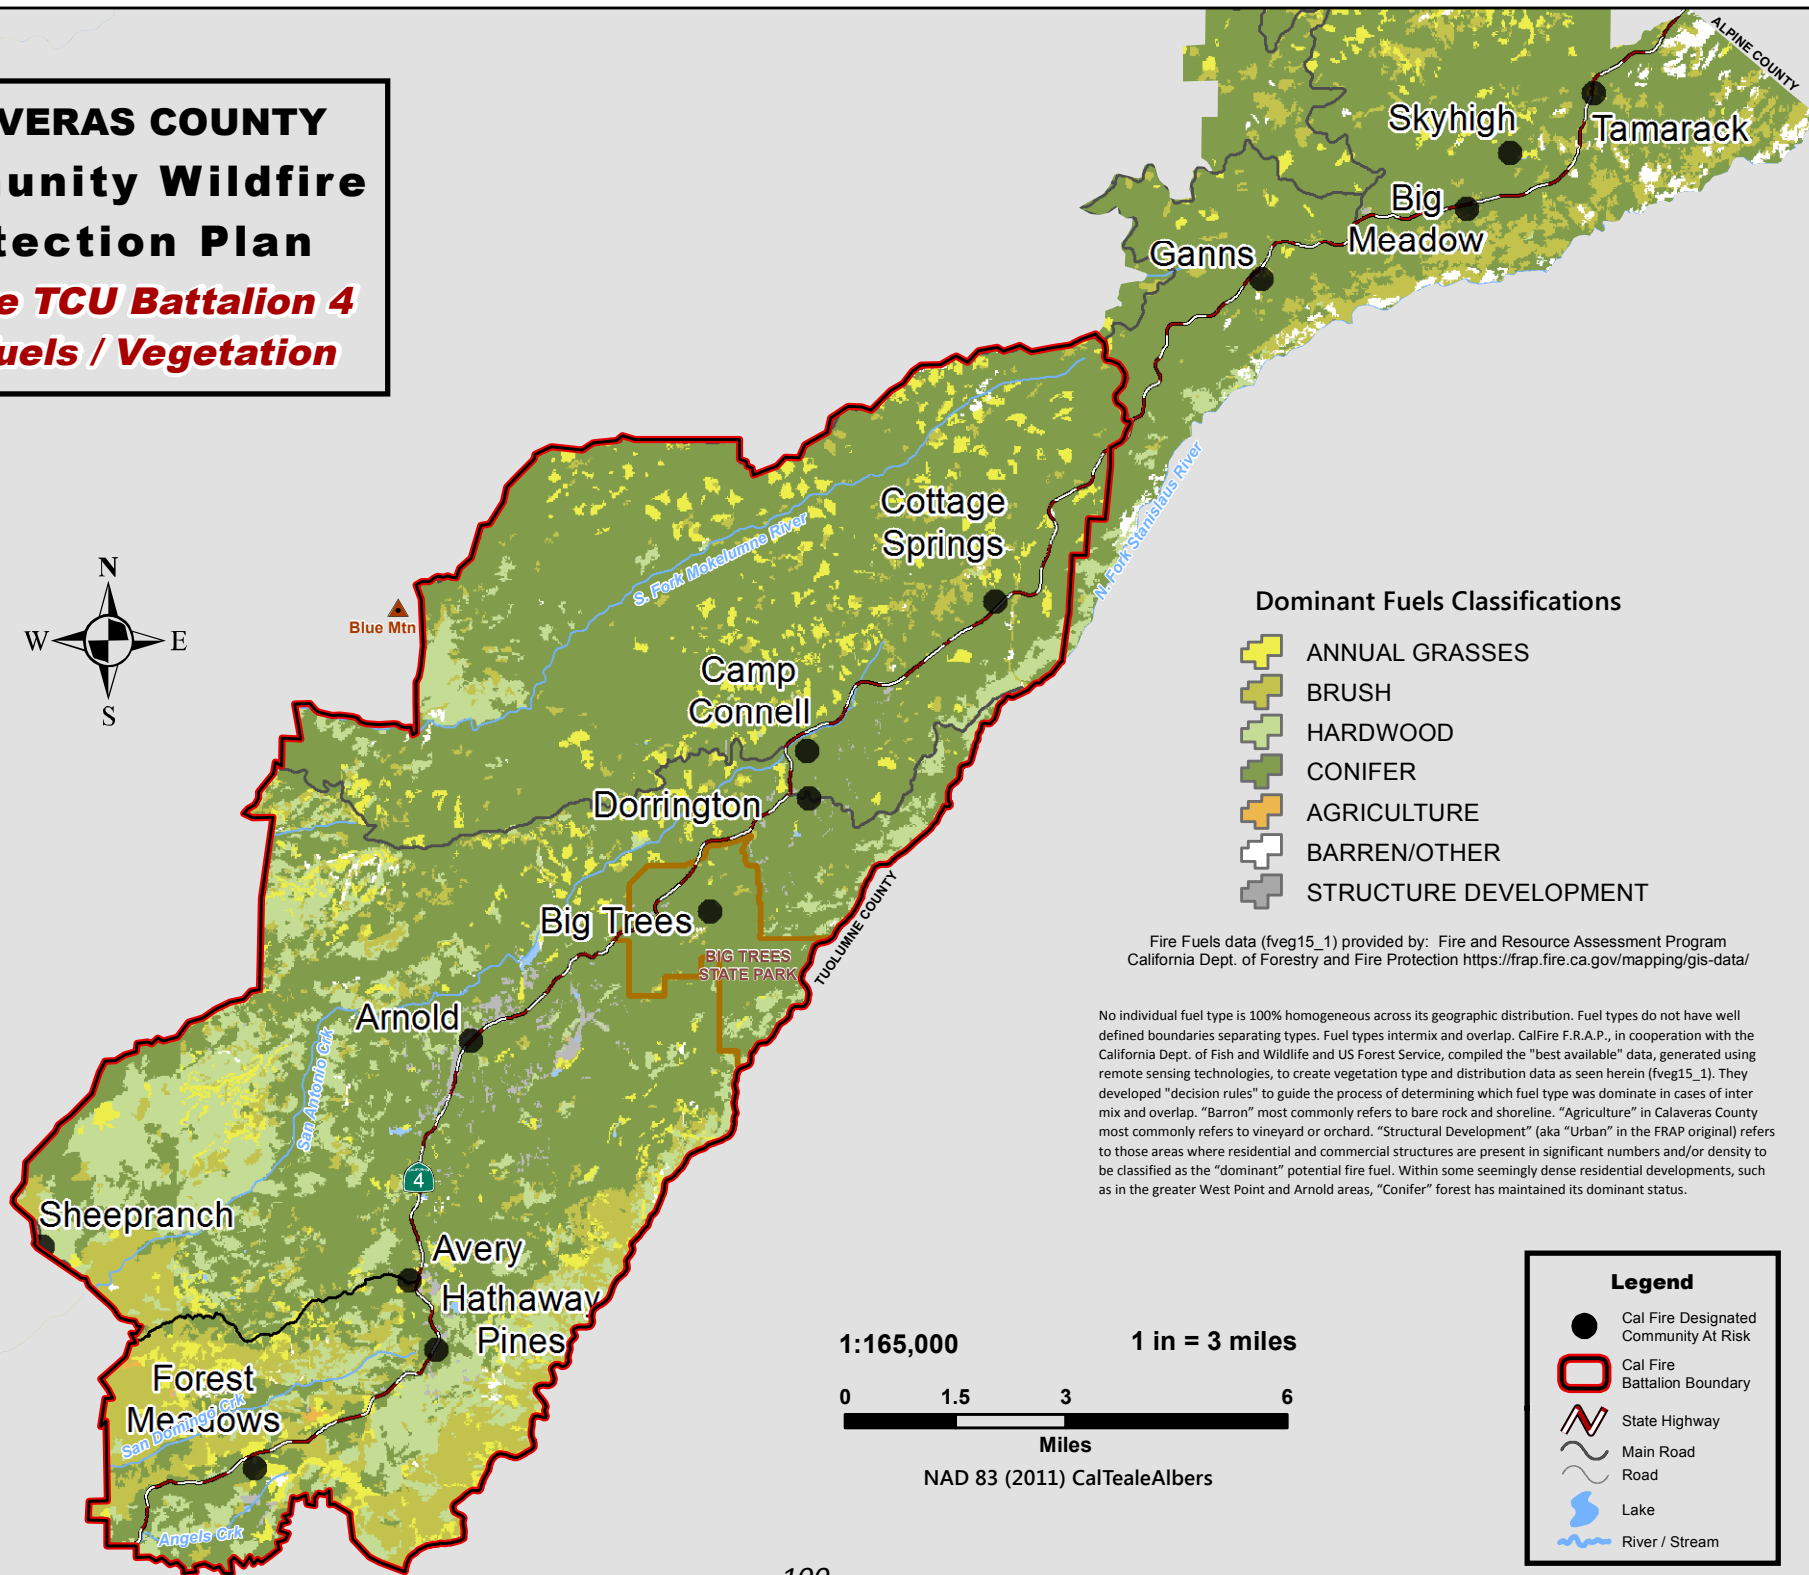 VERAS COUNTY
unity Wildfire
tection Plan
e TCU Battalion 4
uels / Vegetation
ALPINE COUNTY
Skyhigh
Tamarack
Big
Meadow
Ganns
N. Fork Stanislaus River
Cottage
Springs
S. Fork Mokelumne River
N
W E
S
Blue Mtn
Camp
Connell
Dorrington
Big Trees
BIG TREES
STATE PARK
TUOLUMNE COUNTY
Arnold
San Antonio Crk
4
Sheepranch
Avery
Hathaway
Pines
Forest
Meadows
San Domingo Crk
Angels Crk
Dominant Fuels Classifications
ANNUAL GRASSES
BRUSH
HARDWOOD
CONIFER
AGRICULTURE
BARREN/OTHER
STRUCTURE DEVELOPMENT
Fire Fuels data (fveg15_1) provided by: Fire and Resource Assessment Program
California Dept. of Forestry and Fire Protection https://frap.fire.ca.gov/mapping/gis-data/
No individual fuel type is 100% homogeneous across its geographic distribution. Fuel types do not have well
defined boundaries separating types. Fuel types intermix and overlap. CalFire F.R.A.P., in cooperation with the
California Dept. of Fish and Wildlife and US Forest Service, compiled the "best available" data, generated using
remote sensing technologies, to create vegetation type and distribution data as seen herein (fveg15_1). They
developed "decision rules" to guide the process of determining which fuel type was dominate in cases of inter
mix and overlap. “Barron” most commonly refers to bare rock and shoreline. “Agriculture” in Calaveras County
most commonly refers to vineyard or orchard. “Structural Development” (aka “Urban” in the FRAP original) refers
to those areas where residential and commercial structures are present in significant numbers and/or density to
be classified as the “dominant” potential fire fuel. Within some seemingly dense residential developments, such
as in the greater West Point and Arnold areas, “Conifer” forest has maintained its dominant status.
1:165,000 1 in = 3 miles
0 1.5 3 6
Miles
NAD 83 (2011) CalTealeAlbers
Legend
Cal Fire Designated
Community At Risk
Cal Fire
Battalion Boundary
State Highway
Main Road
Road
Lake
River / Stream